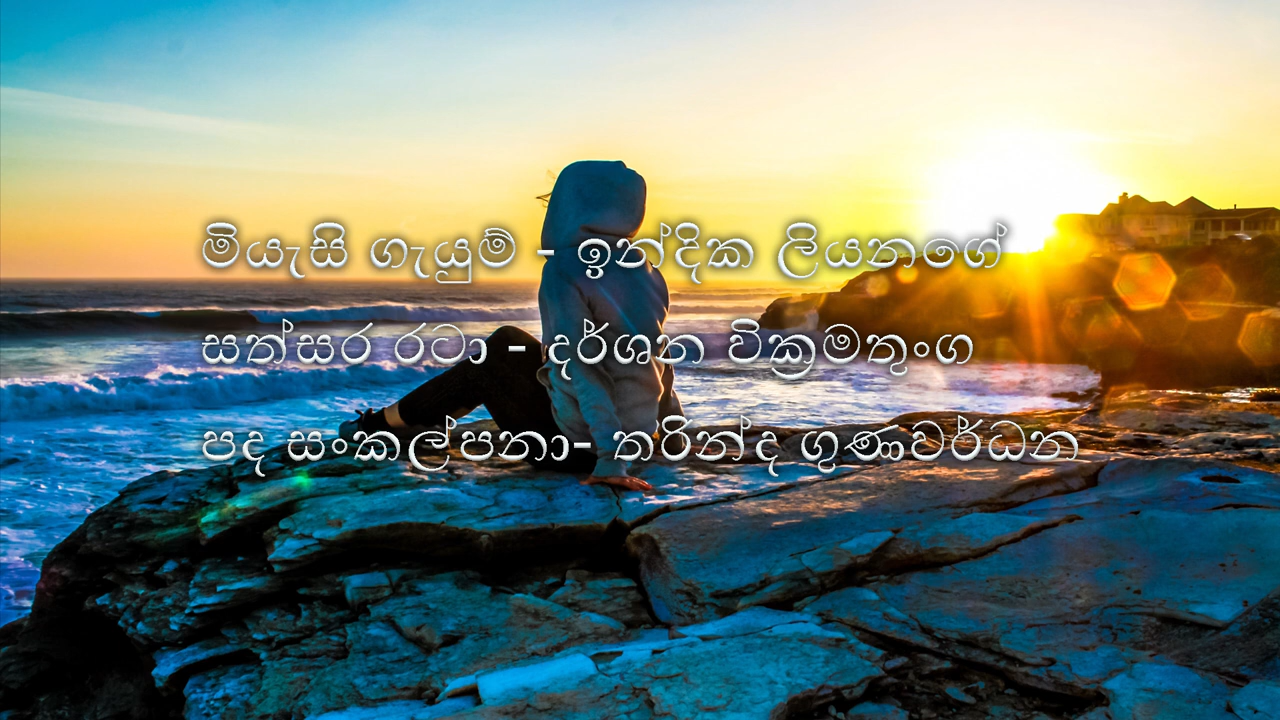 මියැසි ගැයුම් - ඉන්දික ලියනගේ
සත්සර රටා - දර්ශන වික්‍රමතුංග
පද සංකල්පනා- තරින්ද ගුණවර්ධන